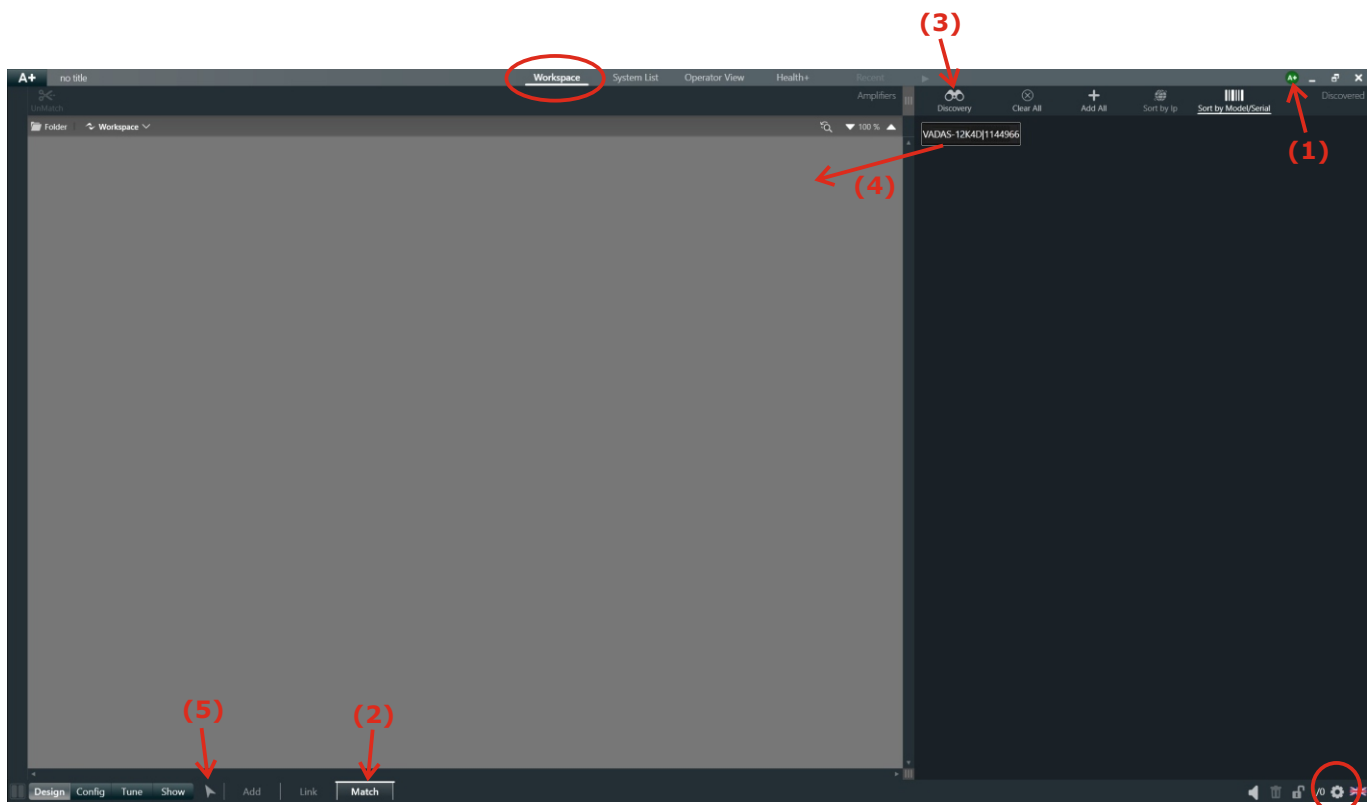 (3)
A+ no title Workspace System List Operator View Health+ Recent A+
UnMatch Amplifiers Discovery Clear All Add All Sort by Ip Sort by Model/Serial Discovered
(1)
Folder Workspace 100 %
VADAS-12K4D|1144966
(4)
(5)
(2)
Design Config Tune Show Add Link Match /0